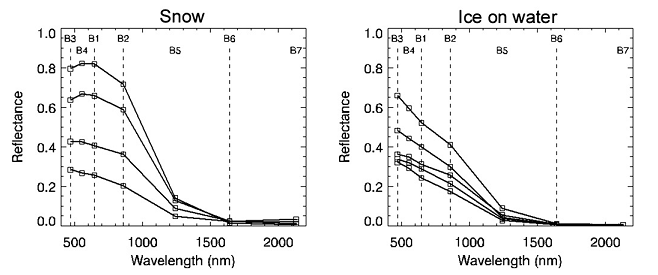 Snow
1.0
B3 B1 B2 B6
B4 B5 B7
0.8
0.6
0.4
0.2
0.0
Reflectance
500 1000 1500 2000
Wavelength (nm)
Ice on water
1.0
B3 B1 B2 B6
B4 B5 B7
0.8
0.6
0.4
0.2
0.0
Reflectance
500 1000 1500 2000
Wavelength (nm)